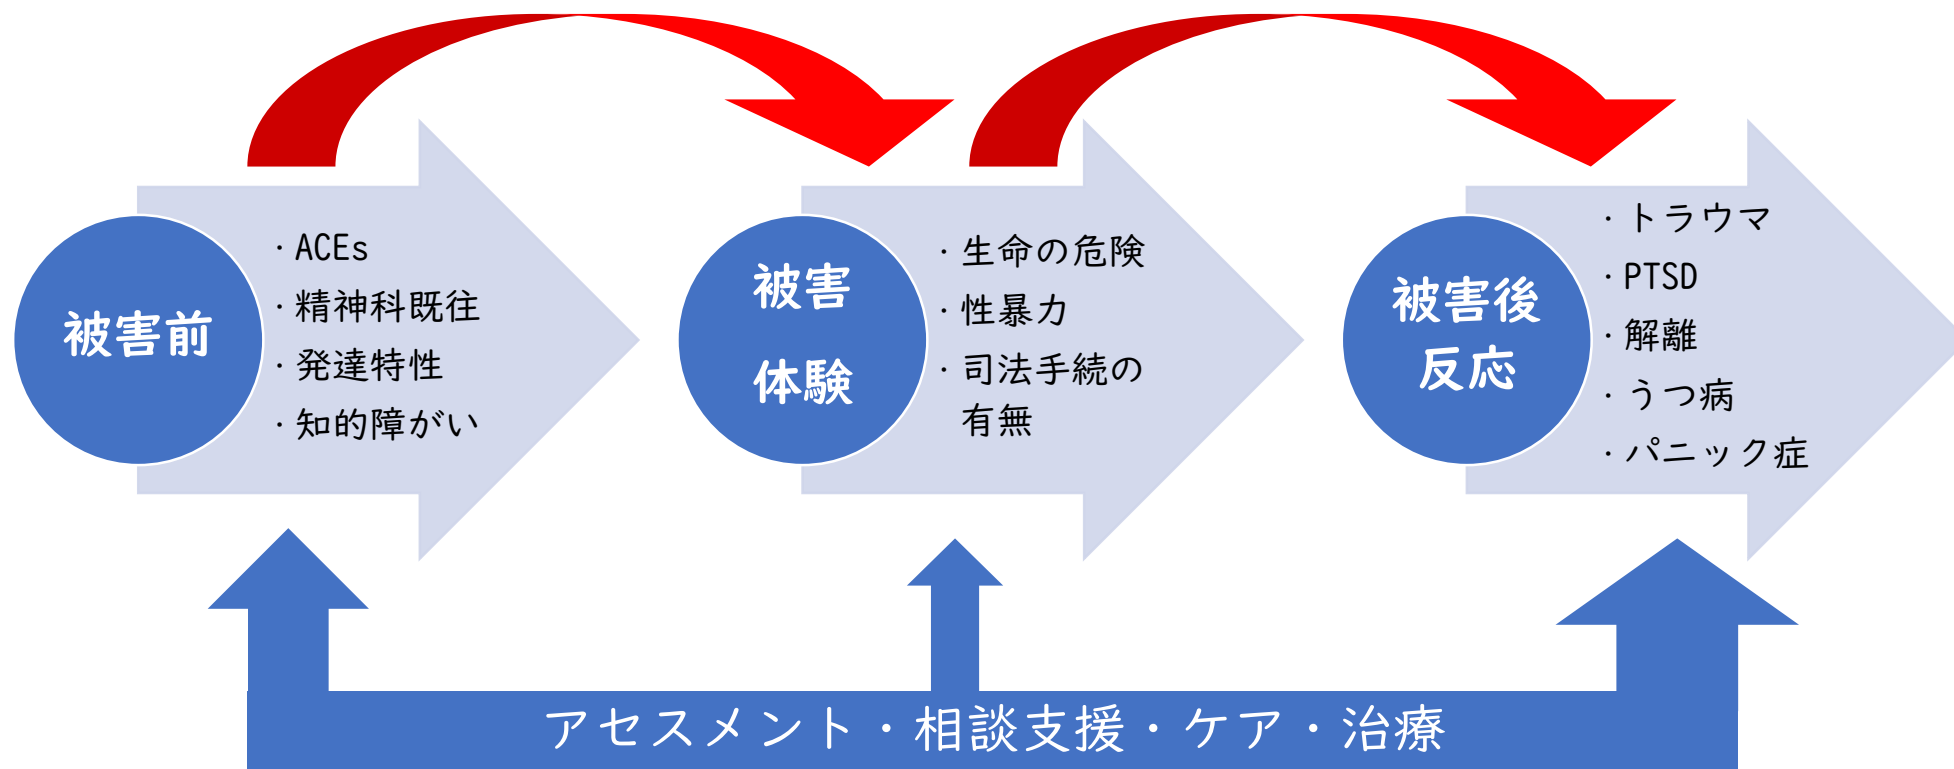 被害前
・ACEs
・精神科既往
・発達特性
・知的障がい
被害
体験
・生命の危険
・性暴力
・司法手続の
有無
被害後
反応
・トラウマ
・PTSD
・解離
・うつ病
・パニック症
アセスメント・相談支援・ケア・治療